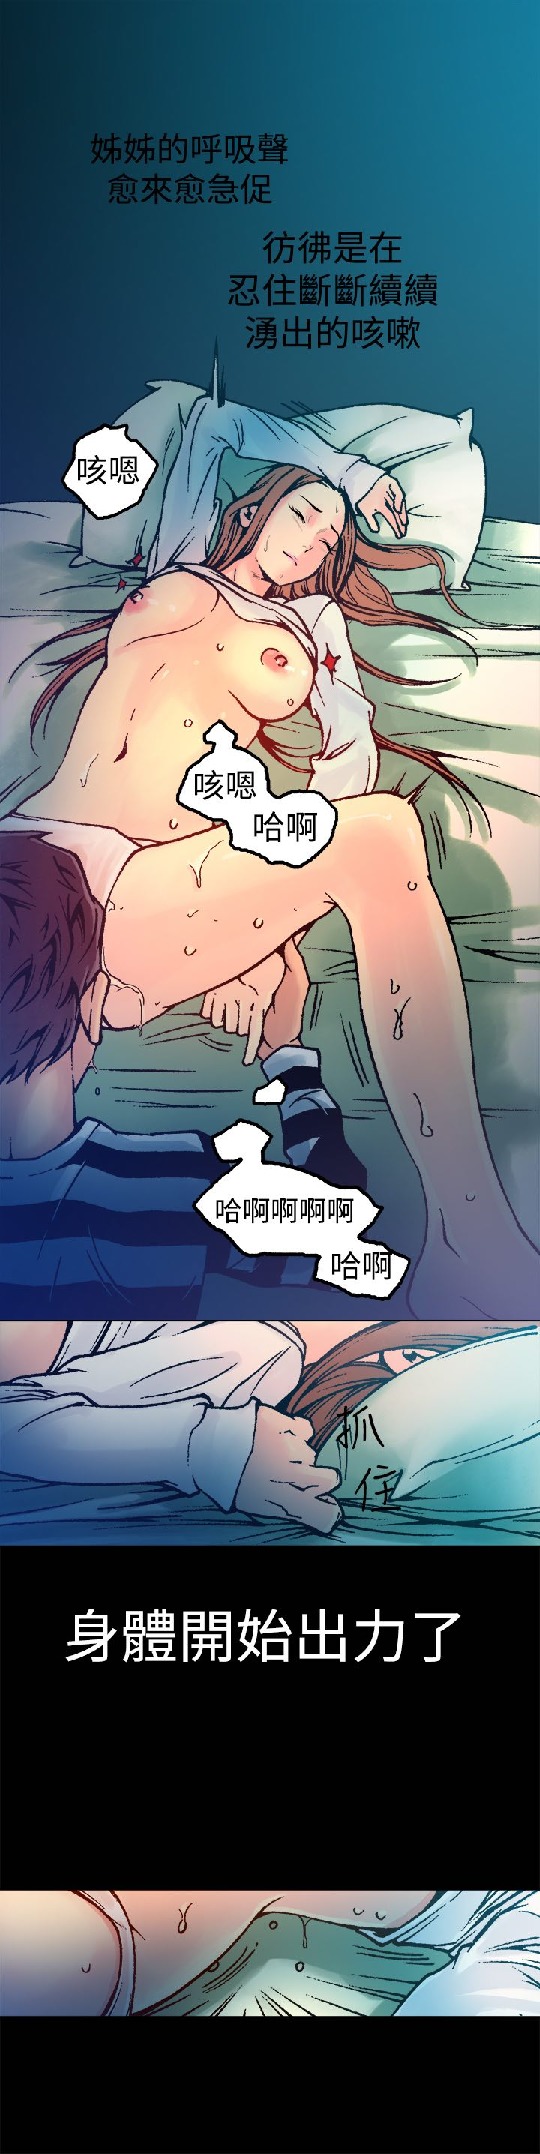 姊姊的呼吸聲
愈來愈急促
彷彿是在
忍住斷斷續續
湧出的咳嗽
咳嗯
咳嗯
哈啊
哈啊啊啊啊
哈啊
抓
住
身體開始出力了